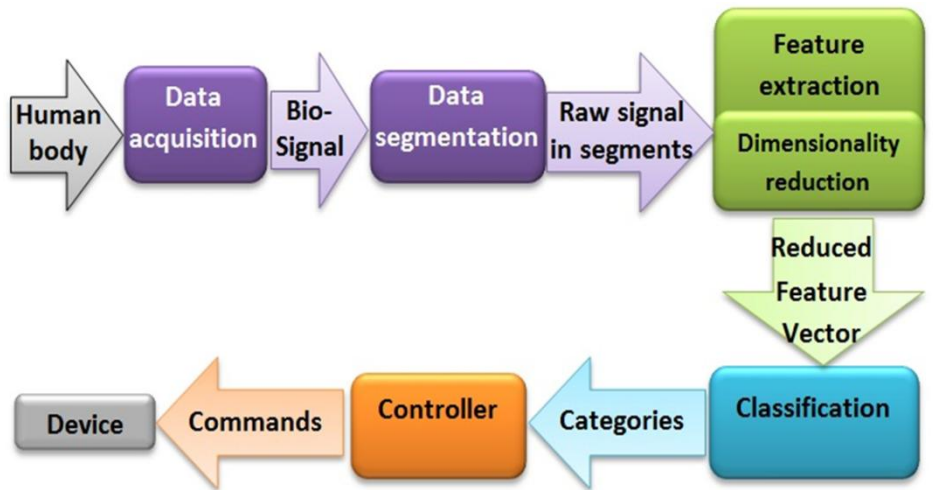 Human
body
Data
acquisition
Bio-
Signal
Data
segmentation
Raw signal
in segments
Feature
extraction
Dimensionality
reduction
Reduced
Feature
Vector
Classification
Categories
Controller
Commands
Device